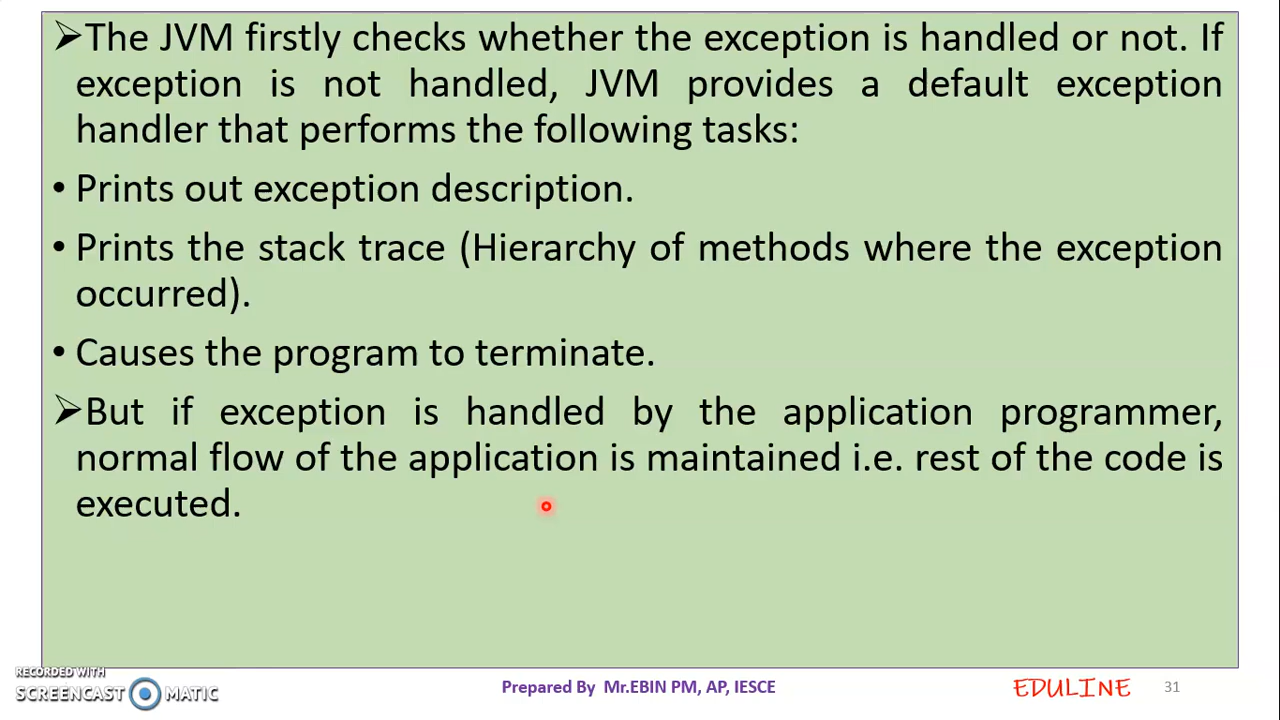 ➢The JVM firstly checks whether the exception is handled or not. If
exception is not handled, JVM provides a default exception
handler that performs the following tasks:
• Prints out exception description.
• Prints the stack trace (Hierarchy of methods where the exception
occurred).
• Causes the program to terminate.
➢But if exception is handled by the application programmer,
normal flow of the application is maintained i.e. rest of the code is
executed.
RECORDED WITH
SCREENCAST MATIC
Prepared By Mr.EBIN PM, AP, IESCE
EDULINE
31